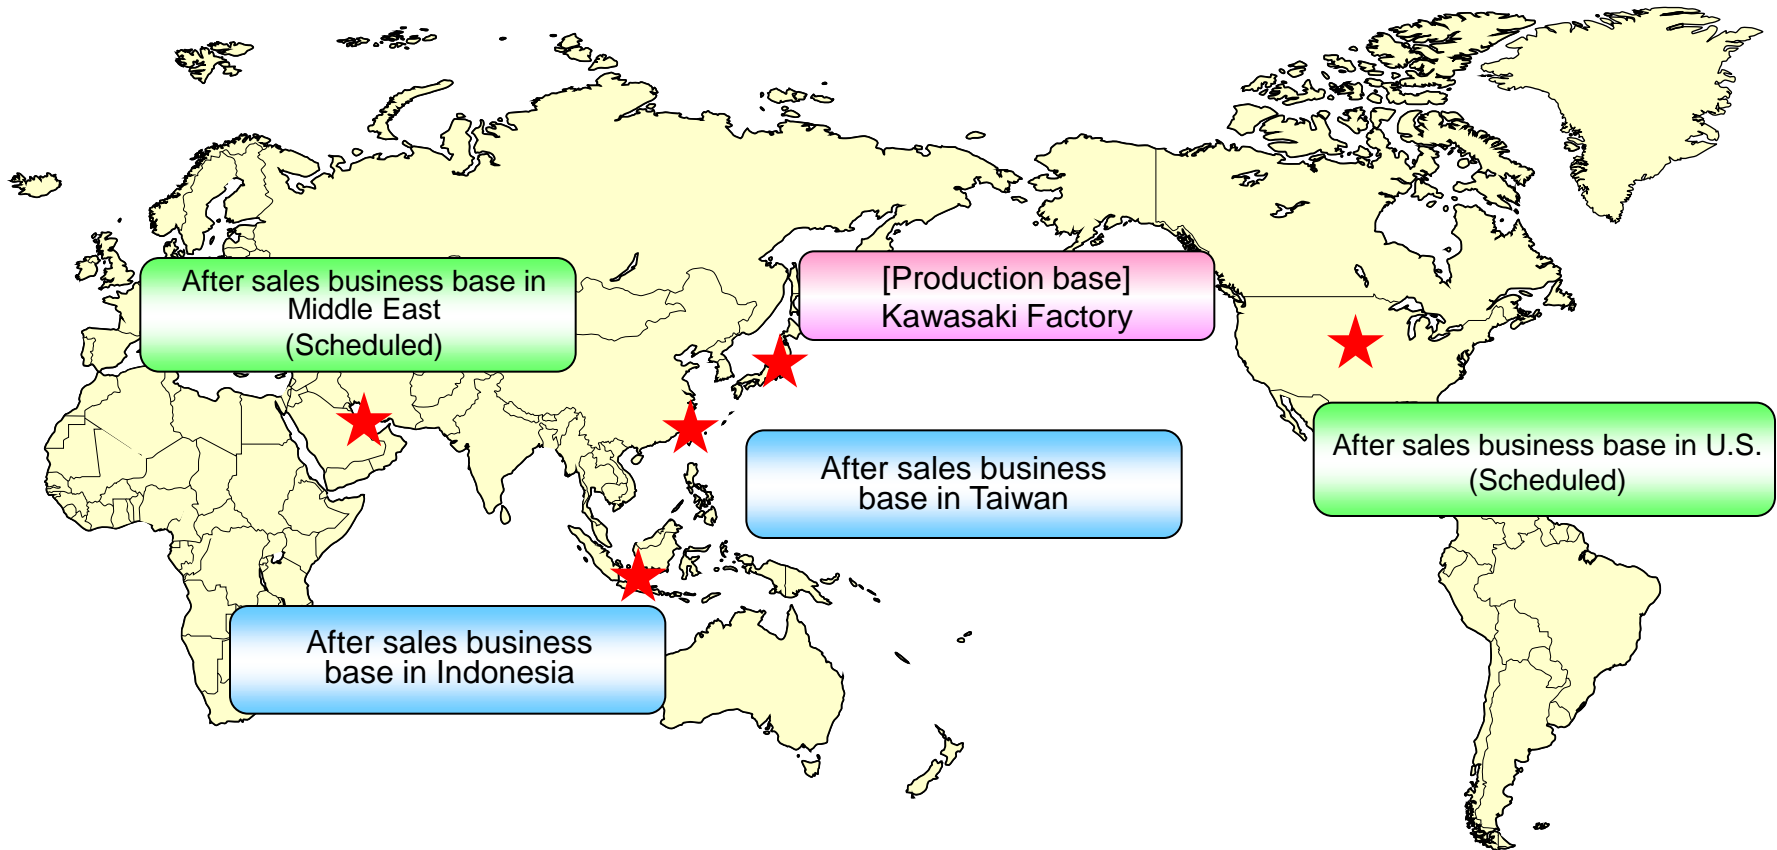 After sales business base in
Middle East
(Scheduled)
[Production base]
Kawasaki Factory
After sales business base in U.S.
(Scheduled)
After sales business
base in Taiwan
After sales business
base in Indonesia